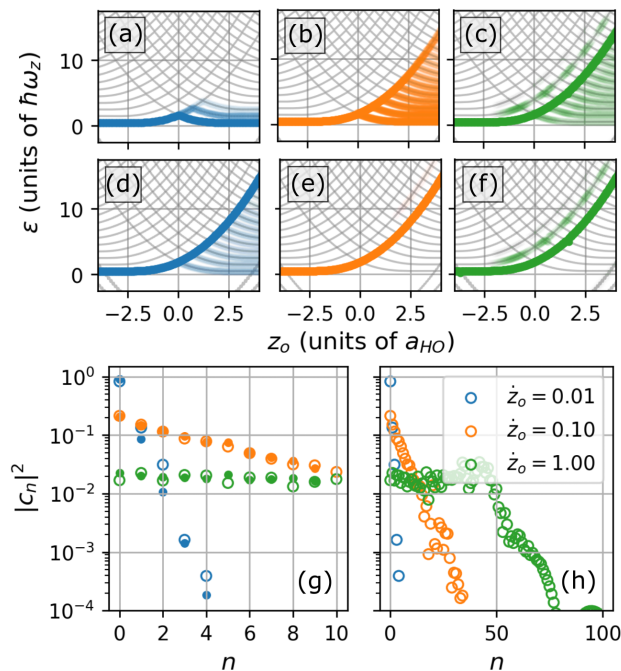 (a) (b) (c)
10
0
ε (units of ħω_z)
(d) (e) (f)
10
0
−2.5 0.0 2.5 −2.5 0.0 2.5 −2.5 0.0 2.5
z_o (units of a_HO)
10^0
10^−1
10^−2
10^−3
10^−4
|c_n|^2
ż_o = 0.01
ż_o = 0.10
ż_o = 1.00
(g) (h)
0 2 4 6 8 10 0 50 100
n n